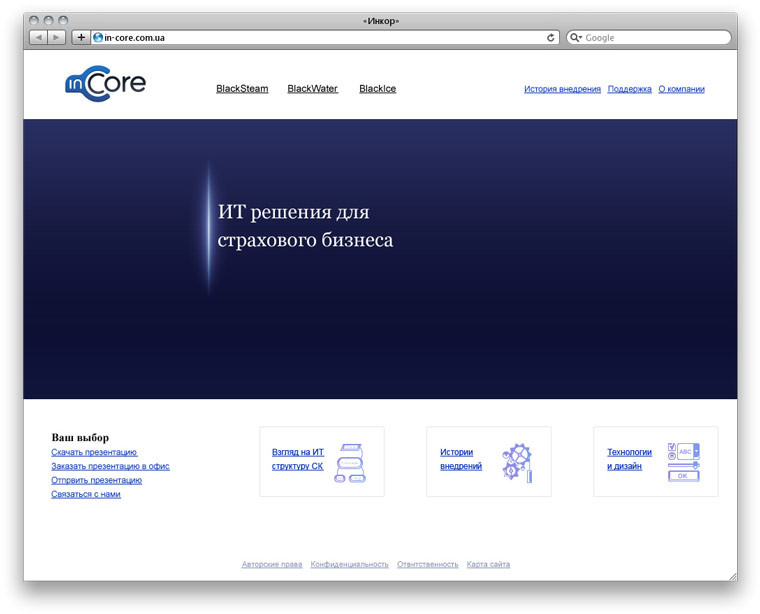 «Инкор»
in-core.com.ua
Google
inCore
BlackSteam BlackWater BlackIce
История внедрения Поддержка О компании
ИТ решения для
страхового бизнеса
Ваш выбор
Скачать презентацию
Заказать презентацию в офис
Отпрвить презентацию
Связаться с нами
Взгляд на ИТ
структуру СК
Истории
внедрений
Технологии
и дизайн
ABC
OK
Авторские права Конфиденциальность Отвитственность Карта сайта